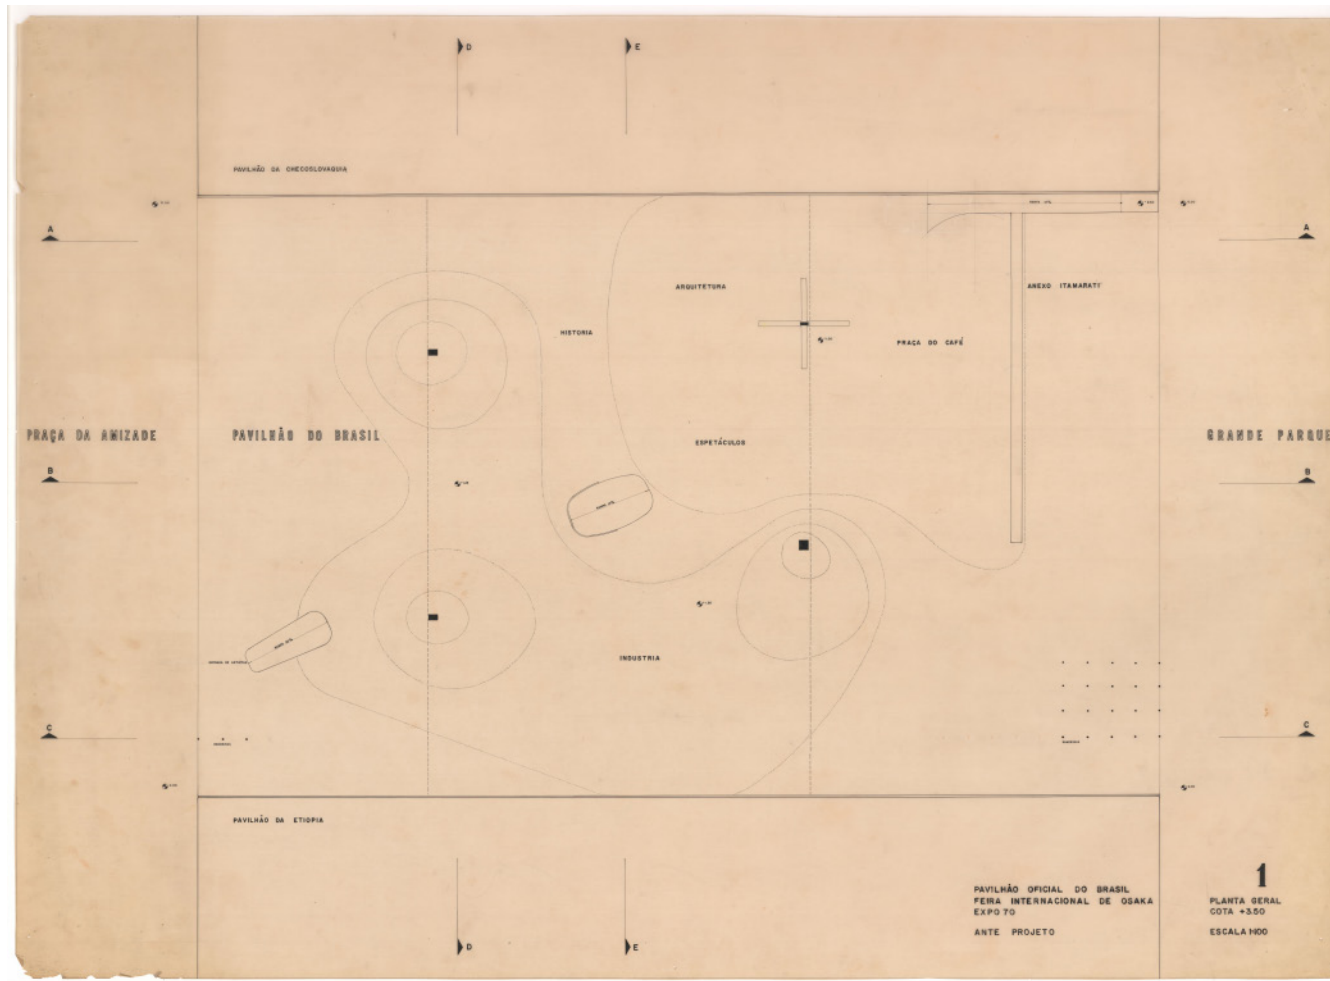 D
E
PAVILHÃO DA CHECOSLOVAQUIA
A
A
ARQUITETURA
ANEXO ITAMARATI
HISTORIA
PRAÇA DO CAFÉ
PRAÇA DA AMIZADE
PAVILHÃO DO BRASIL
ESPETÁCULOS
GRANDE PARQUE
B
B
INDUSTRIA
C
C
PAVILHÃO DA ETIOPIA
D
E
PAVILHÃO OFICIAL DO BRASIL
FEIRA INTERNACIONAL DE OSAKA
EXPO 70
ANTE PROJETO
1
PLANTA GERAL
COTA +3.50
ESCALA 1:100